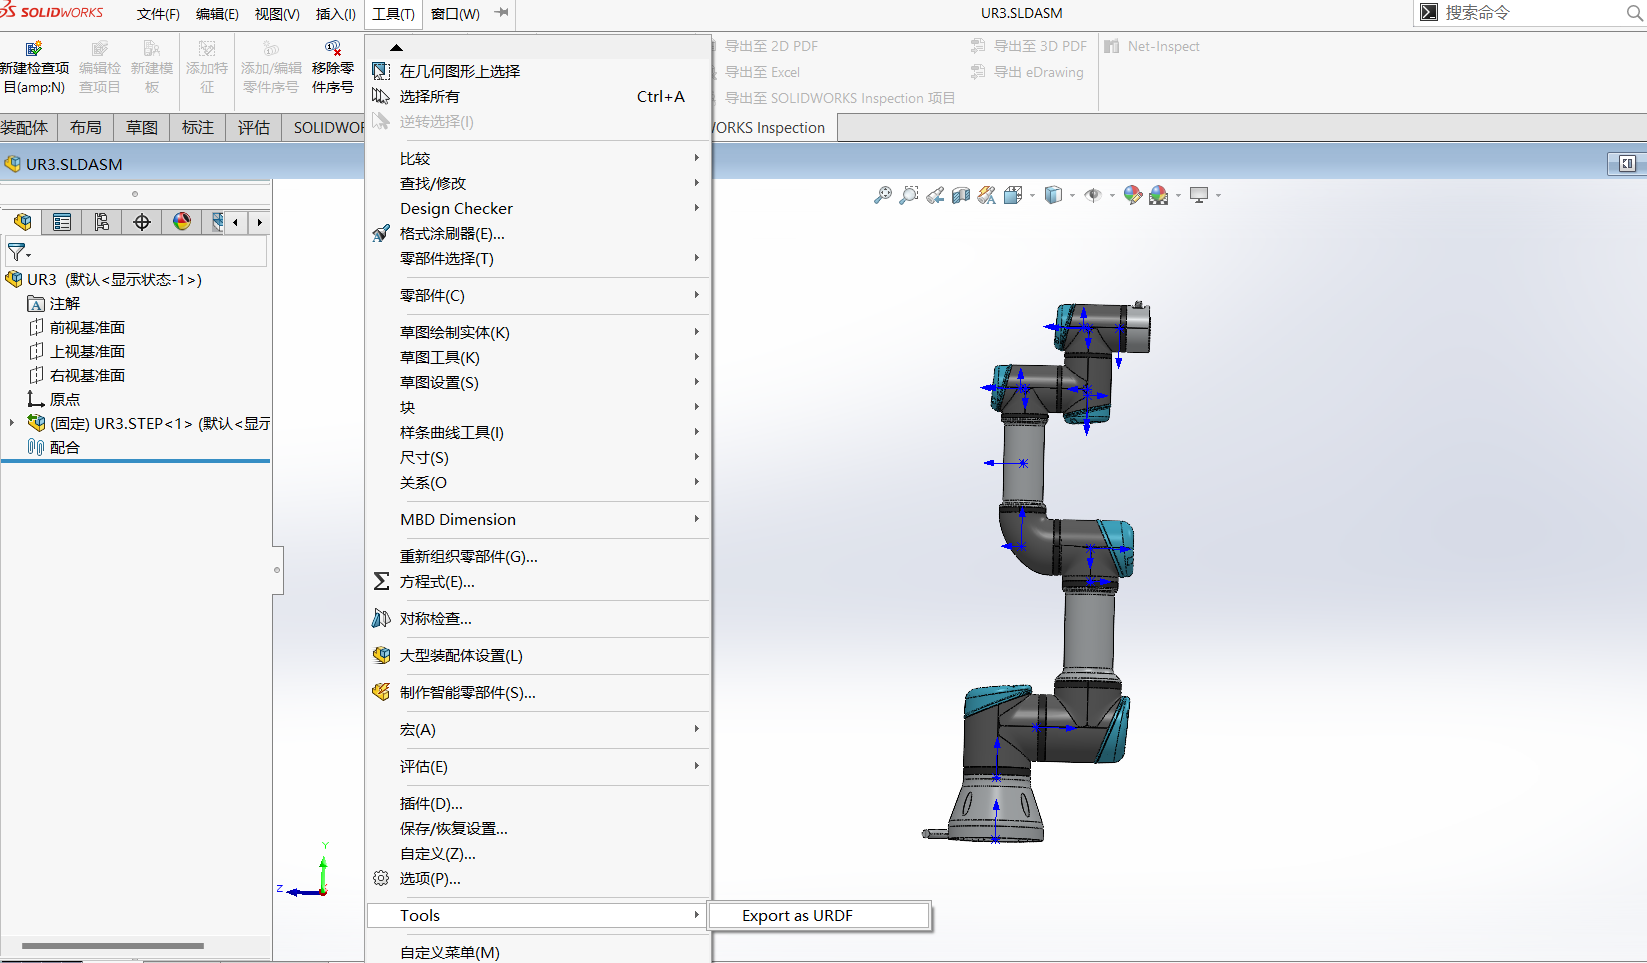 SOLIDWORKS
文件(F) 编辑(E) 视图(V) 插入(I) 工具(T) 窗口(W)
UR3.SLDASM
搜索命令
新建检查项
目(amp;N)
编辑检
查项目
新建模
板
添加特
征
添加/编辑
零件序号
移除零
件序号
导出至 2D PDF
导出至 Excel
导出至 SOLIDWORKS Inspection 项目
导出至 3D PDF
导出 eDrawing
Net-Inspect
装配体 布局 草图 标注 评估 SOLIDWOR
WORKS Inspection
UR3.SLDASM
UR3 (默认<显示状态-1>)
注解
前视基准面
上视基准面
右视基准面
原点
(固定) UR3.STEP<1> (默认<显示
配合
在几何图形上选择
选择所有 Ctrl+A
逆转选择(I)
比较
查找/修改
Design Checker
格式涂刷器(E)...
零部件选择(T)
零部件(C)
草图绘制实体(K)
草图工具(K)
草图设置(S)
块
样条曲线工具(I)
尺寸(S)
关系(O
MBD Dimension
重新组织零部件(G)...
方程式(E)...
对称检查...
大型装配体设置(L)
制作智能零部件(S)...
宏(A)
评估(E)
插件(D)...
保存/恢复设置...
自定义(Z)...
选项(P)...
Tools
Export as URDF
自定义菜单(M)
Y
Z